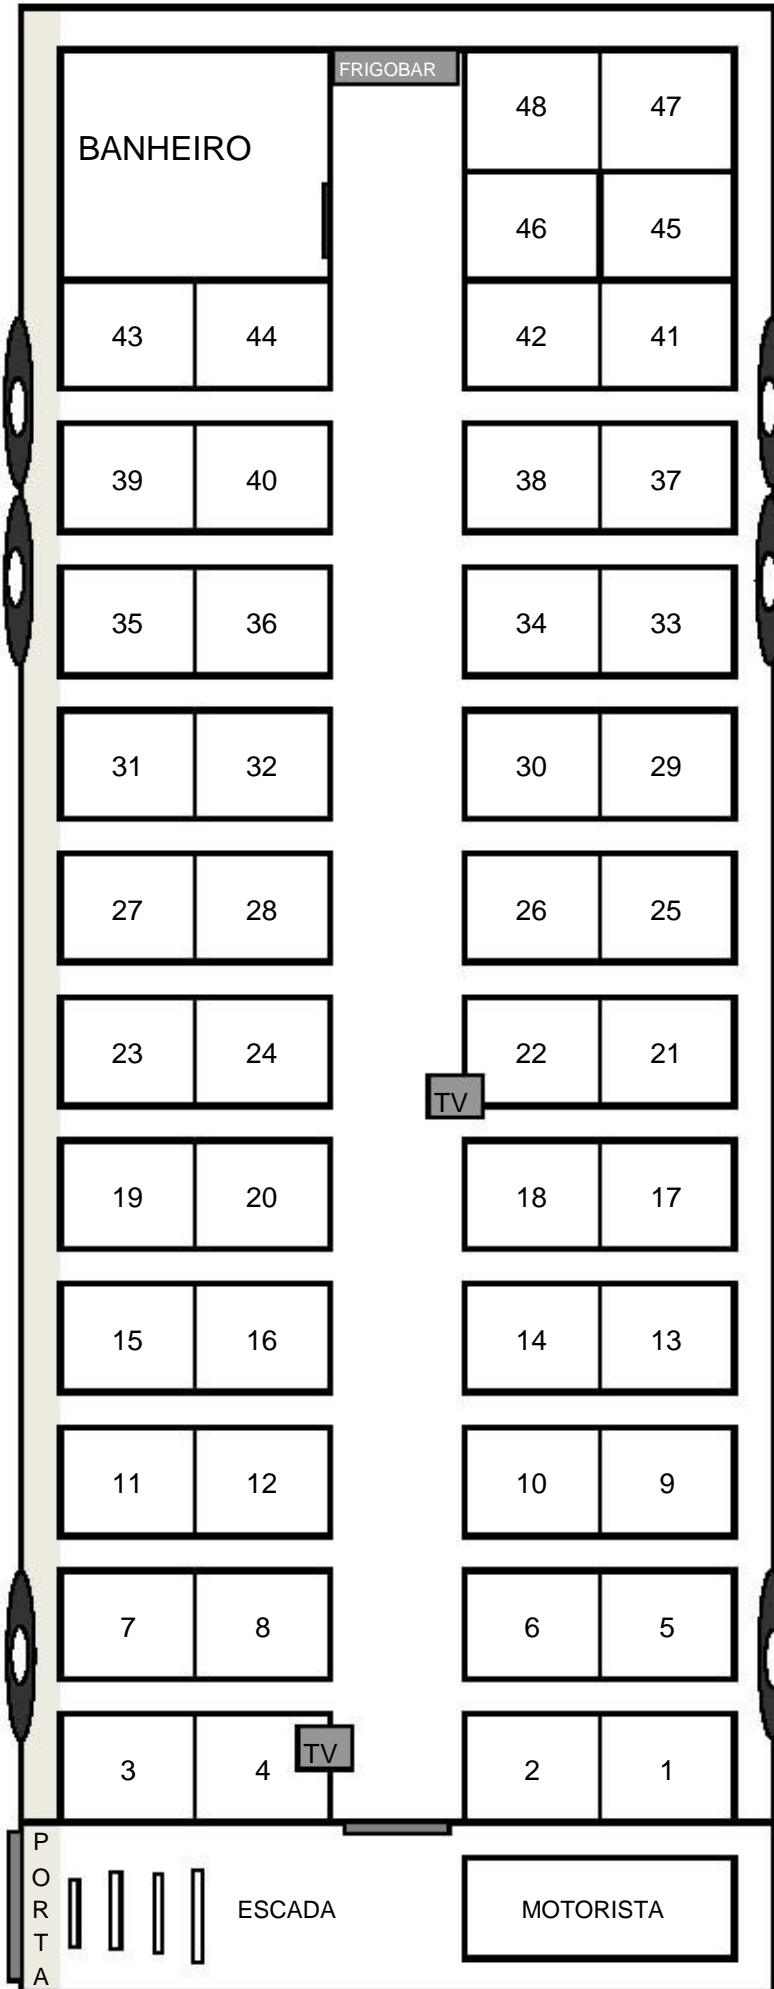 FRIGOBAR
48 47
BANHEIRO
46 45
43 44 42 41
39 40 38 37
35 36 34 33
31 32 30 29
27 28 26 25
23 24 22 21
TV
19 20 18 17
15 16 14 13
11 12 10 9
7 8 6 5
TV
3 4 2 1
PORTA
ESCADA MOTORISTA